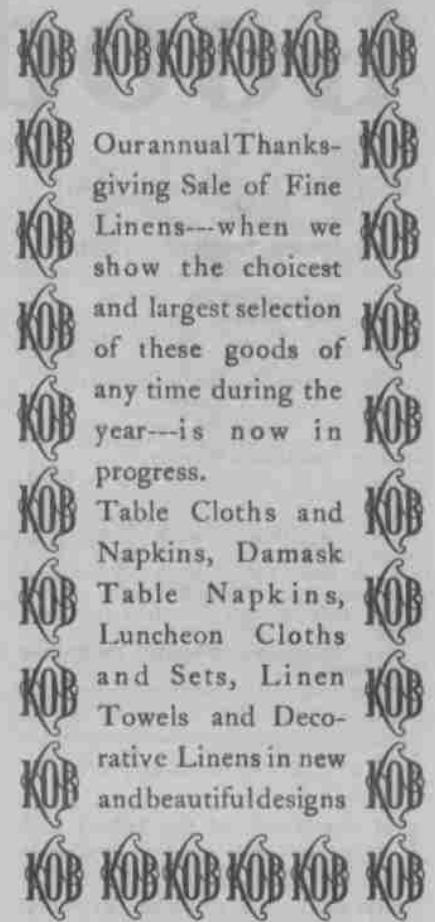 KOB KOB KOB KOB KOB KOB
KOB Our annual Thanks- KOB
giving Sale of Fine
KOB Linens---when we KOB
show the choicest
KOB and largest selection KOB
of these goods of
KOB any time during the KOB
year---is now in
progress.
KOB Table Cloths and KOB
Napkins, Damask
KOB Table Napkins, KOB
Luncheon Cloths
KOB and Sets, Linen KOB
Towels and Deco-
KOB rative Linens in new KOB
and beautiful designs
KOB KOB KOB KOB KOB KOB